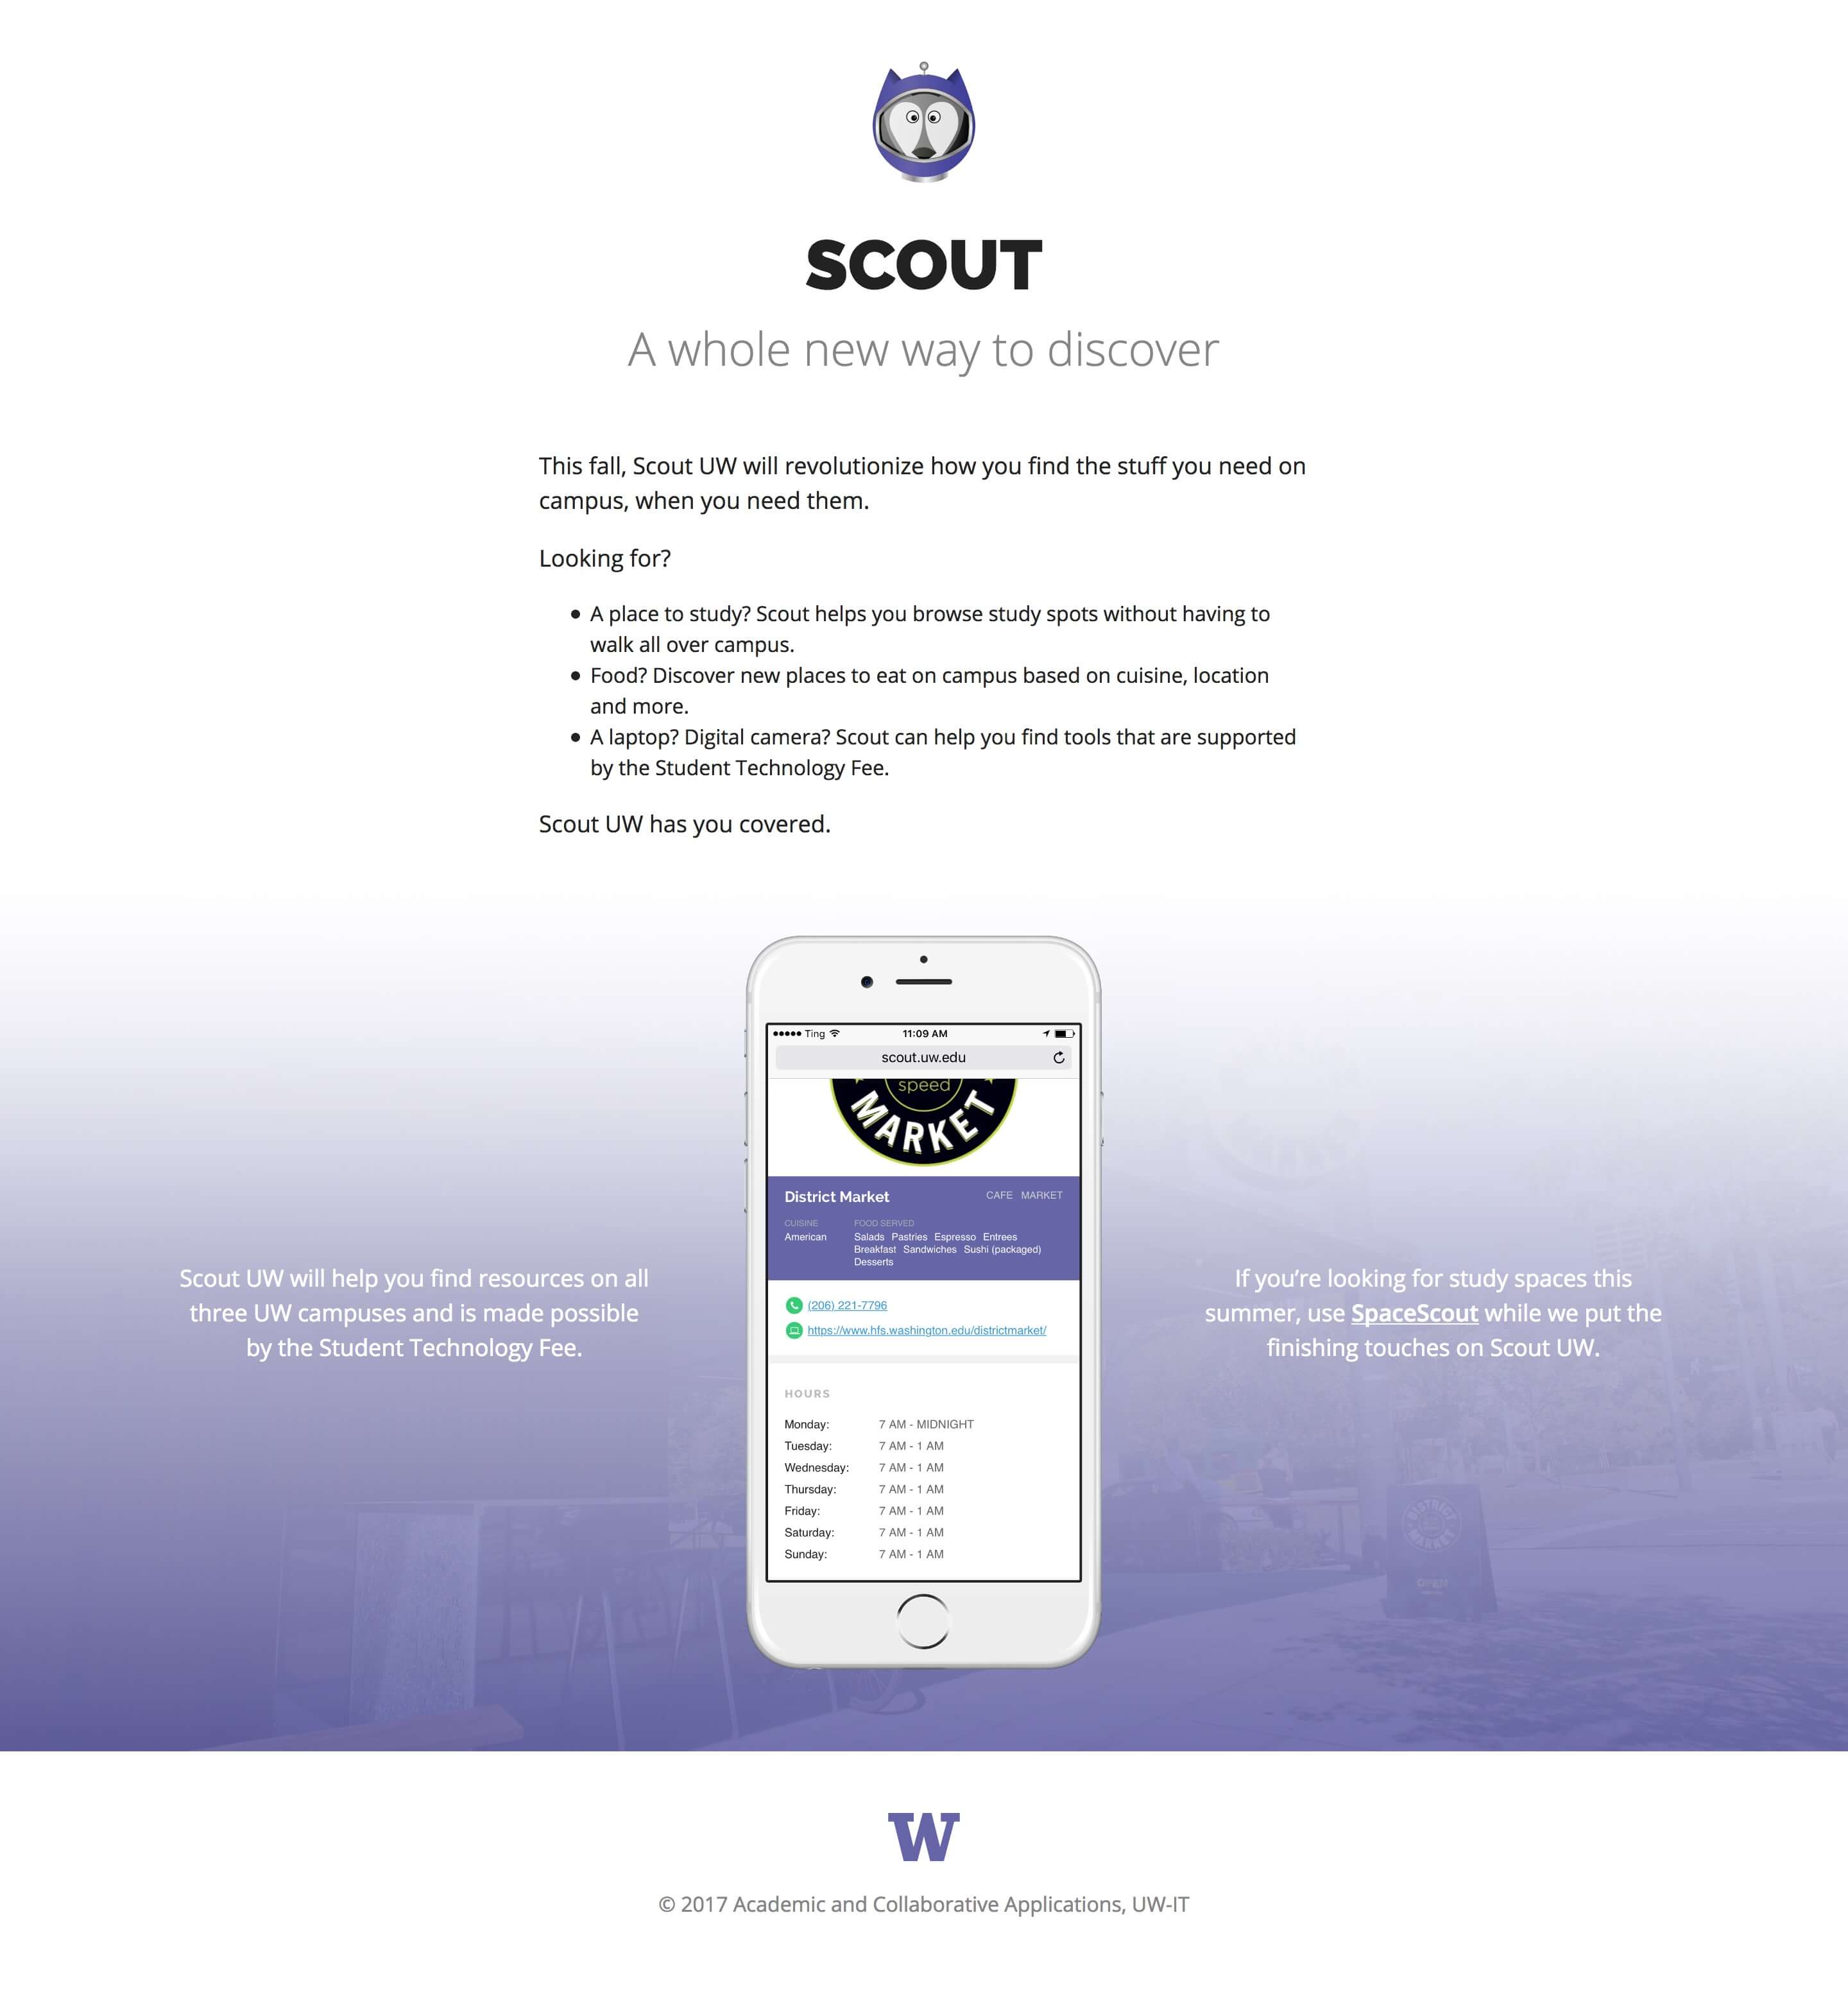 SCOUT
A whole new way to discover
This fall, Scout UW will revolutionize how you find the stuff you need on
campus, when you need them.
Looking for?
• A place to study? Scout helps you browse study spots without having to
walk all over campus.
• Food? Discover new places to eat on campus based on cuisine, location
and more.
• A laptop? Digital camera? Scout can help you find tools that are supported
by the Student Technology Fee.
Scout UW has you covered.
Scout UW will help you find resources on all
three UW campuses and is made possible
by the Student Technology Fee.
Ting 11:09 AM
scout.uw.edu
speed
MARKET
District Market CAFE MARKET
CUISINE FOOD SERVED
American Salads Pastries Espresso Entrees
Breakfast Sandwiches Sushi (packaged)
Desserts
(206) 221-7796
https://www.hfs.washington.edu/districtmarket/
HOURS
Monday: 7 AM - MIDNIGHT
Tuesday: 7 AM - 1 AM
Wednesday: 7 AM - 1 AM
Thursday: 7 AM - 1 AM
Friday: 7 AM - 1 AM
Saturday: 7 AM - 1 AM
Sunday: 7 AM - 1 AM
If you’re looking for study spaces this
summer, use SpaceScout while we put the
finishing touches on Scout UW.
DISTRICT
MARKET
OPEN
W
© 2017 Academic and Collaborative Applications, UW-IT